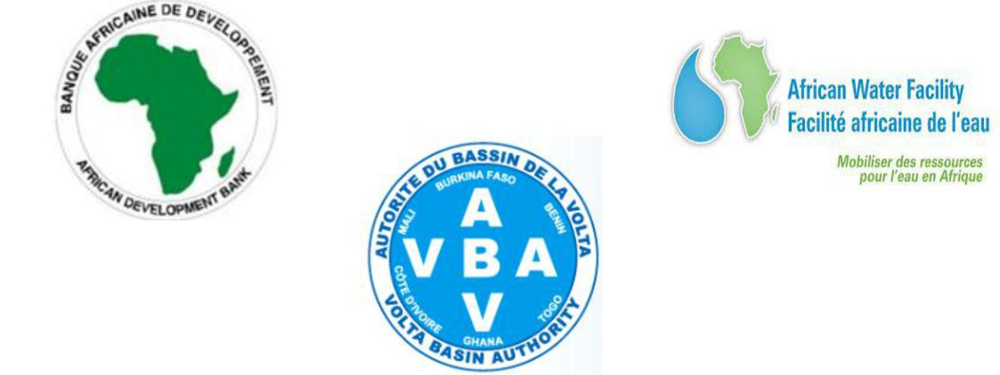 BANQUE AFRICAINE DE DEVELOPPEMENT
AFRICAN DEVELOPMENT BANK
African Water Facility
Facilité africaine de l'eau
Mobiliser des ressources
pour l'eau en Afrique
AUTORITE DU BASSIN DE LA VOLTA
BURKINA FASO
MALI
BENIN
A
V B A
V
CÔTE D'IVOIRE
TOGO
GHANA
VOLTA BASIN AUTHORITY